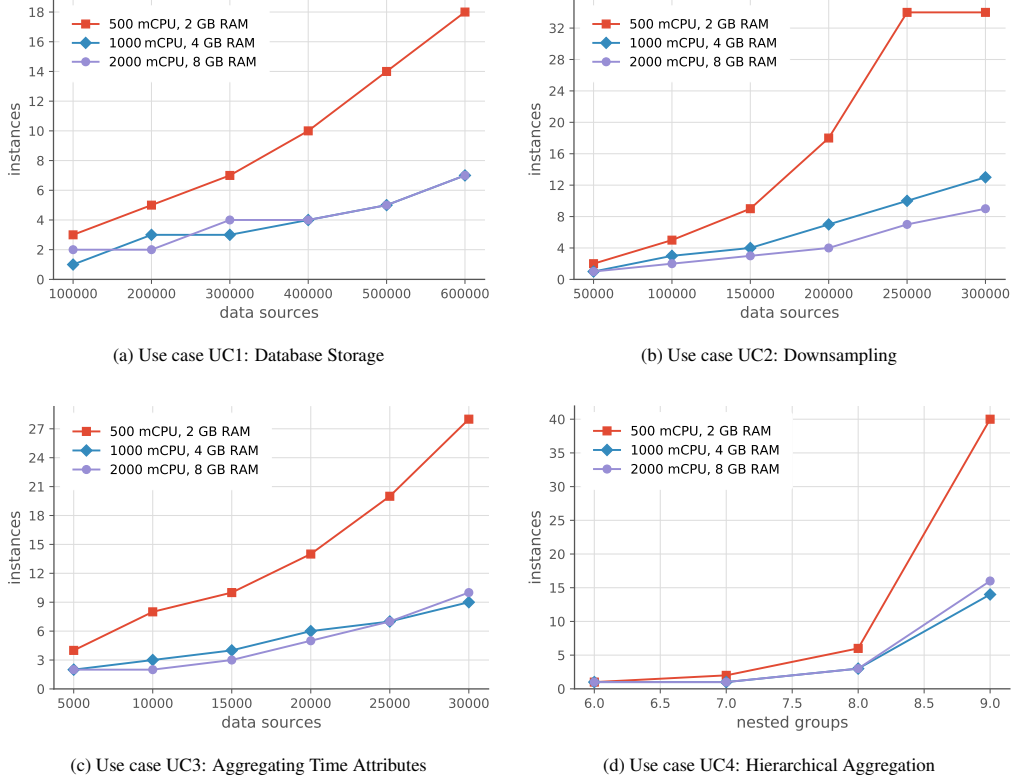 18
16
14
12
10
8
6
4
2
0
instances
500 mCPU, 2 GB RAM
1000 mCPU, 4 GB RAM
2000 mCPU, 8 GB RAM
100000 200000 300000 400000 500000 600000
data sources
(a) Use case UC1: Database Storage
32
28
24
20
16
12
8
4
0
instances
500 mCPU, 2 GB RAM
1000 mCPU, 4 GB RAM
2000 mCPU, 8 GB RAM
50000 100000 150000 200000 250000 300000
data sources
(b) Use case UC2: Downsampling
27
24
21
18
15
12
9
6
3
0
instances
500 mCPU, 2 GB RAM
1000 mCPU, 4 GB RAM
2000 mCPU, 8 GB RAM
5000 10000 15000 20000 25000 30000
data sources
(c) Use case UC3: Aggregating Time Attributes
40
35
30
25
20
15
10
5
0
instances
500 mCPU, 2 GB RAM
1000 mCPU, 4 GB RAM
2000 mCPU, 8 GB RAM
6.0 6.5 7.0 7.5 8.0 8.5 9.0
nested groups
(d) Use case UC4: Hierarchical Aggregation